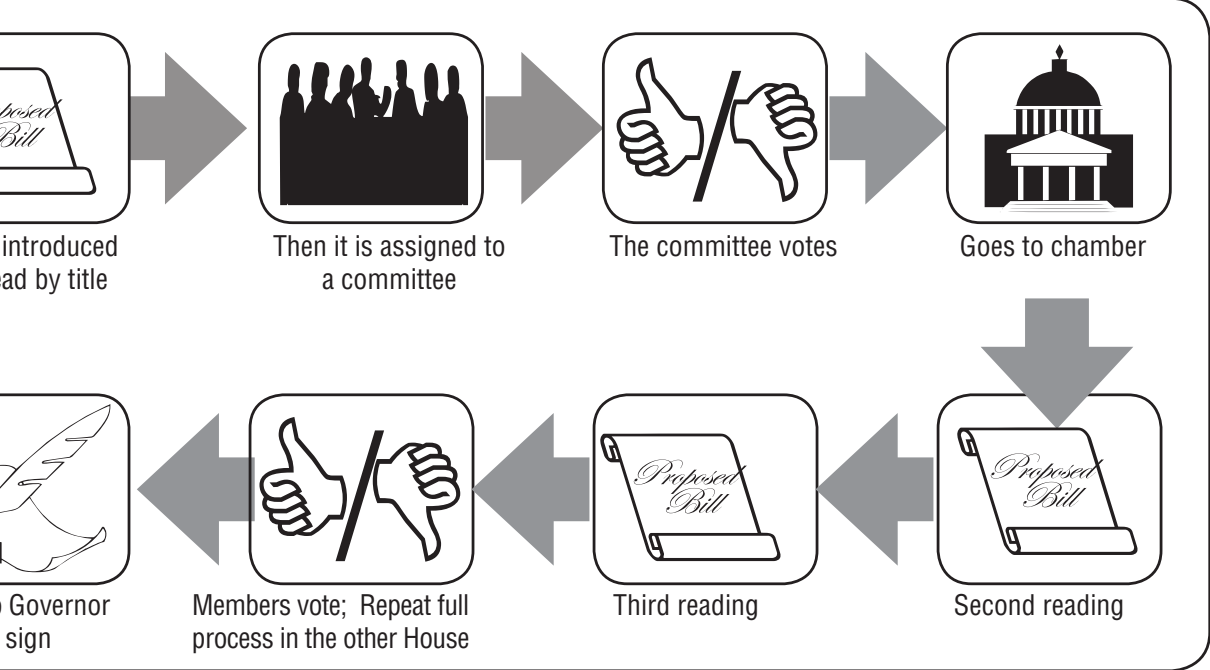 posed
Bill
introduced
ead by title
Then it is assigned to
a committee
The committee votes
Goes to chamber
Proposed
Bill
Second reading
Proposed
Bill
Third reading
Members vote; Repeat full
process in the other House
Governor
sign